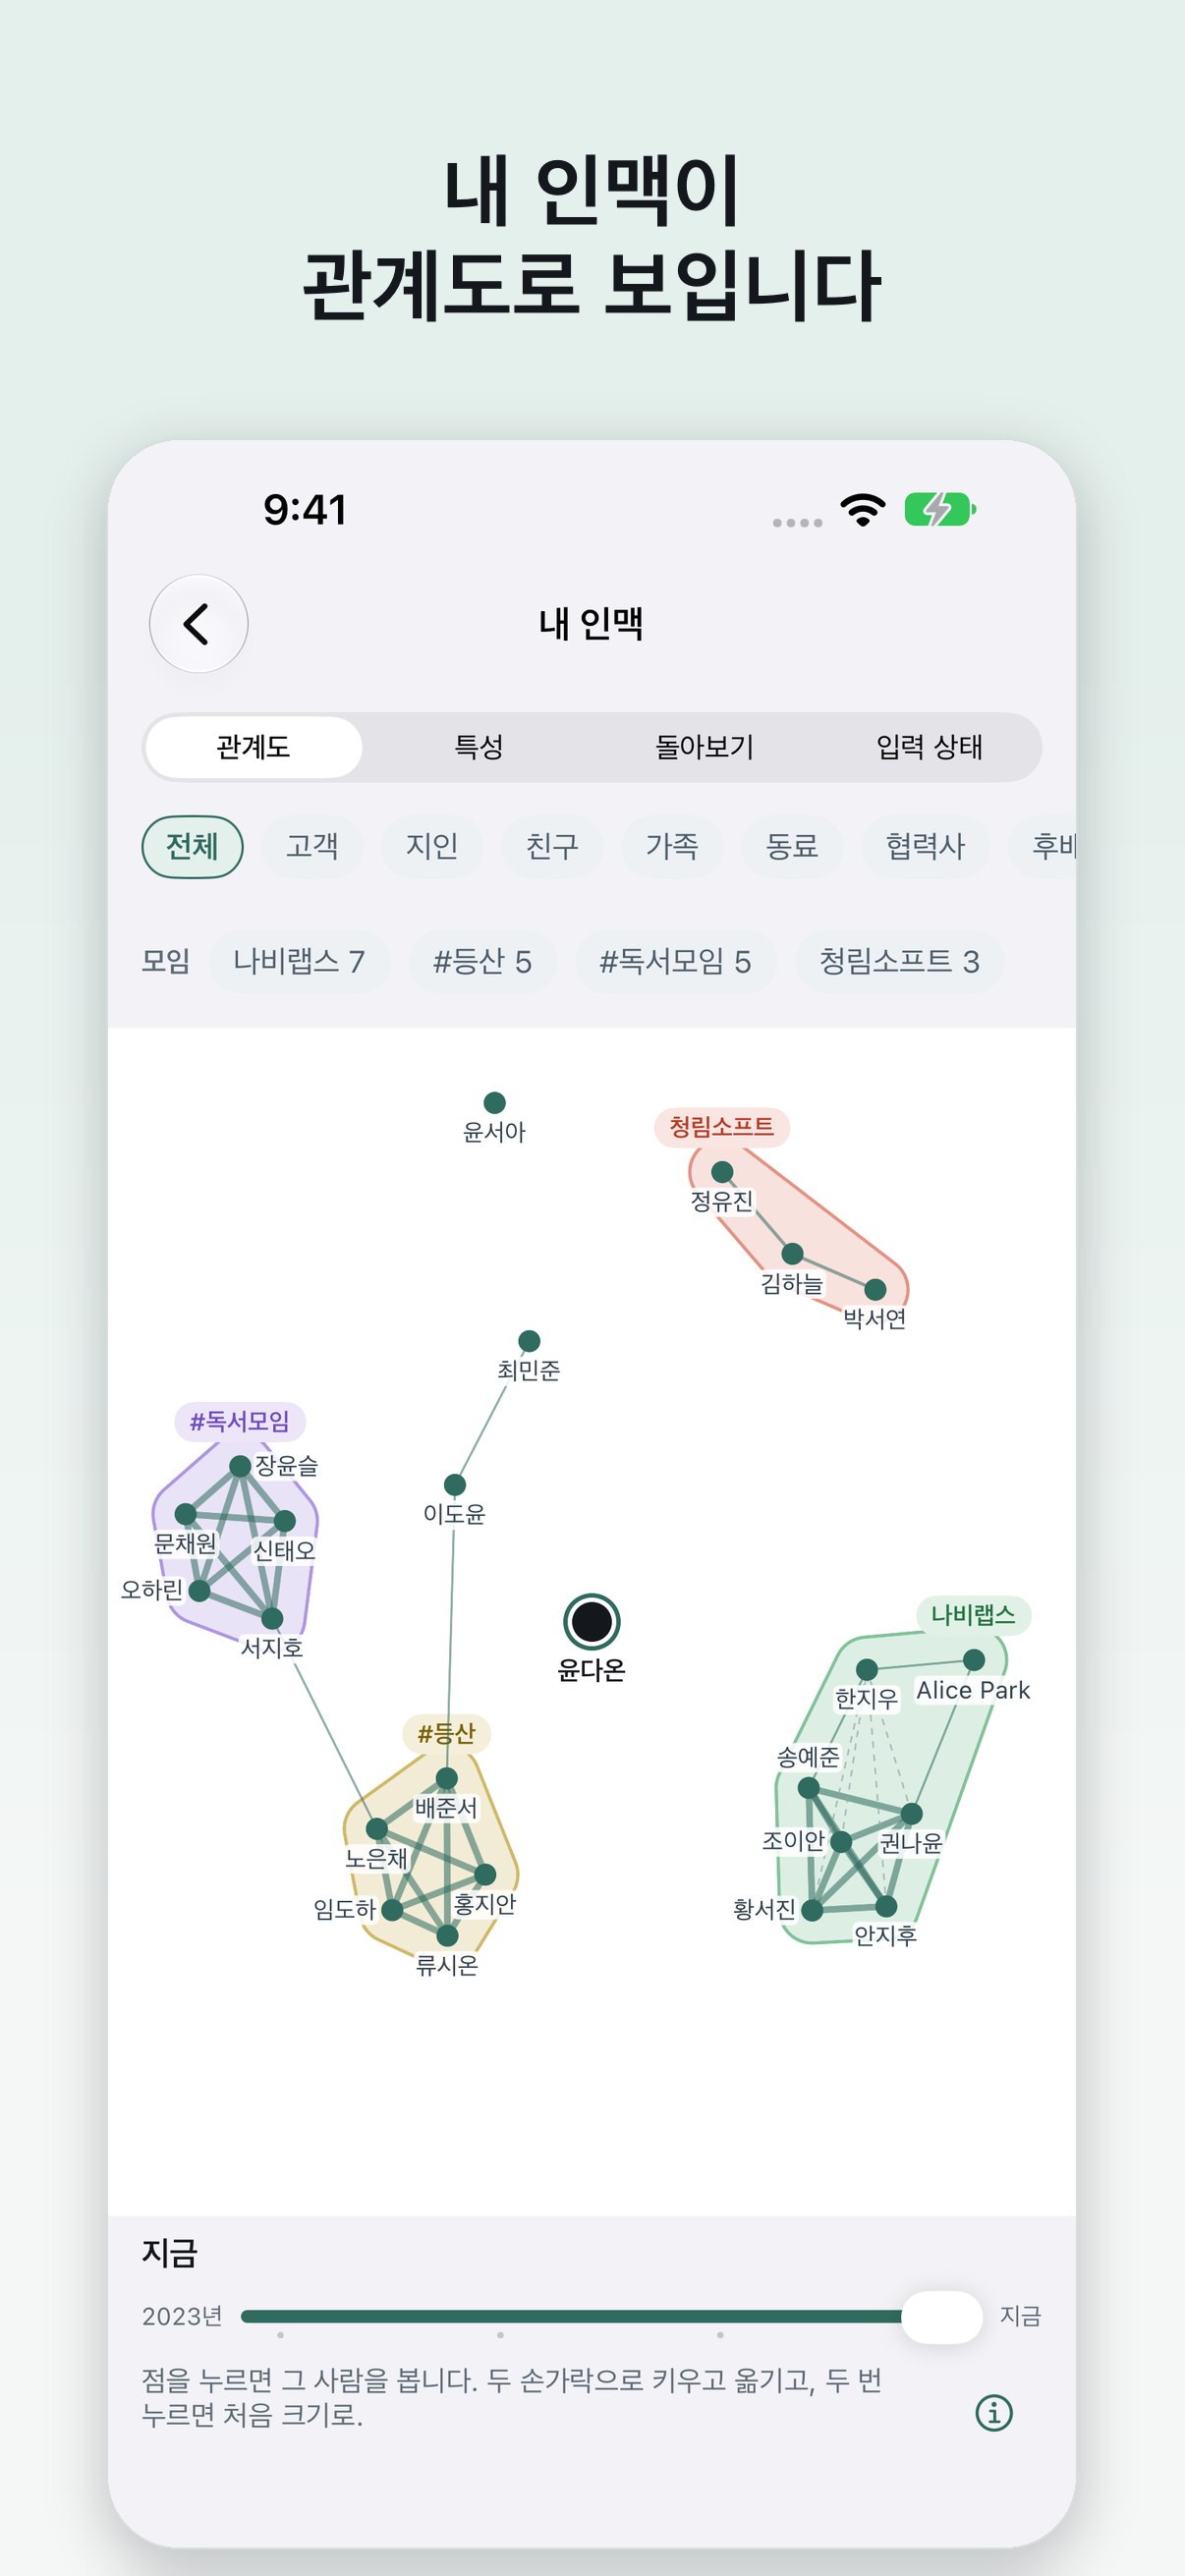 내 인맥이
관계도로 보입니다
9:41
내 인맥
관계도 특성 돌아보기 입력 상태
전체 고객 지인 친구 가족 동료 협력사
모임 나비랩스 7 #등산 5 #독서모임 5 청림소프트 3
윤서아
청림소프트
정유진
김하늘
박서연
최민준
#독서모임
장윤슬
이도윤
문채원 신태오
오하린
서지호
윤다온
나비랩스
한지우 Alice Park
#등산
송예준
배준서
조이안 권나윤
노은채
임도하 홍지안
황서진
안지후
류시온
지금
2023년 지금
점을 누르면 그 사람을 봅니다. 두 손가락으로 키우고 옮기고, 두 번
누르면 처음 크기로.